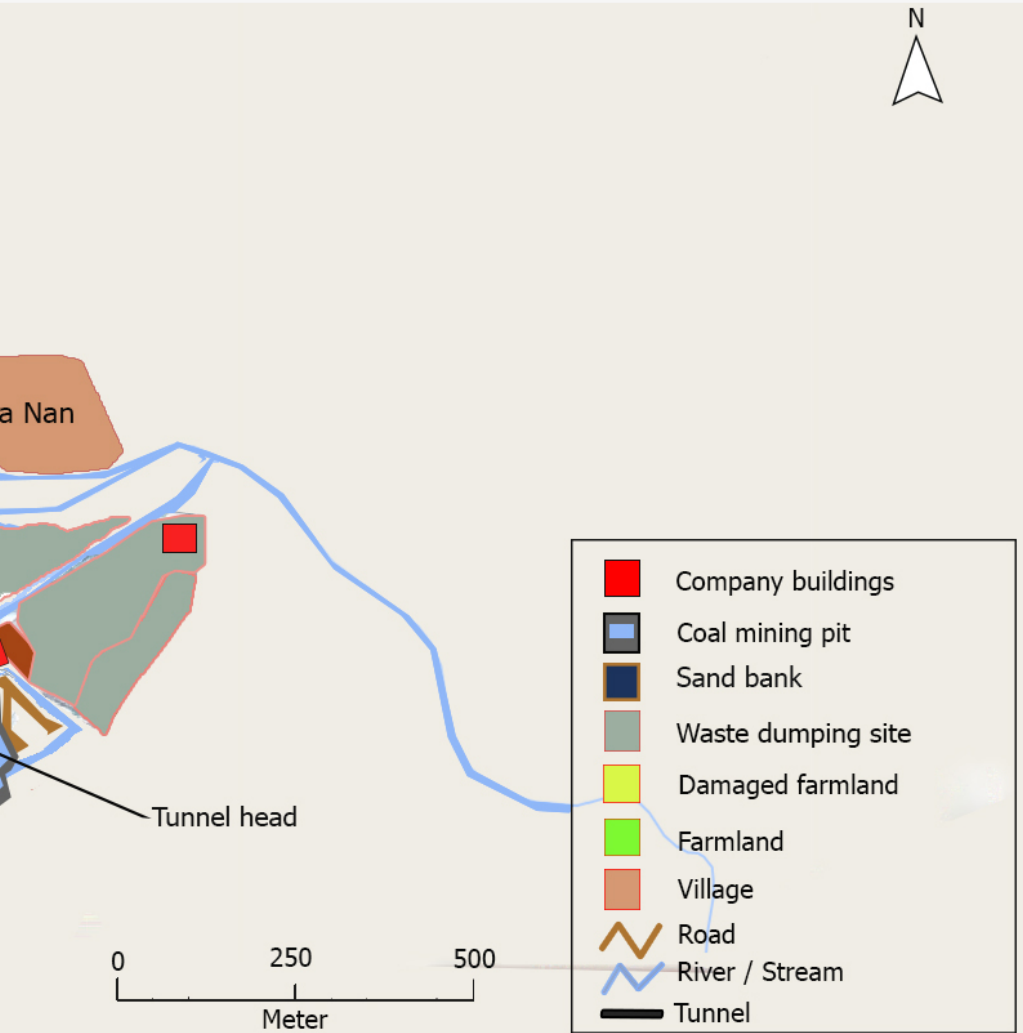 N
a Nan
Tunnel head
0 250 500
Meter
Company buildings
Coal mining pit
Sand bank
Waste dumping site
Damaged farmland
Farmland
Village
Road
River / Stream
Tunnel